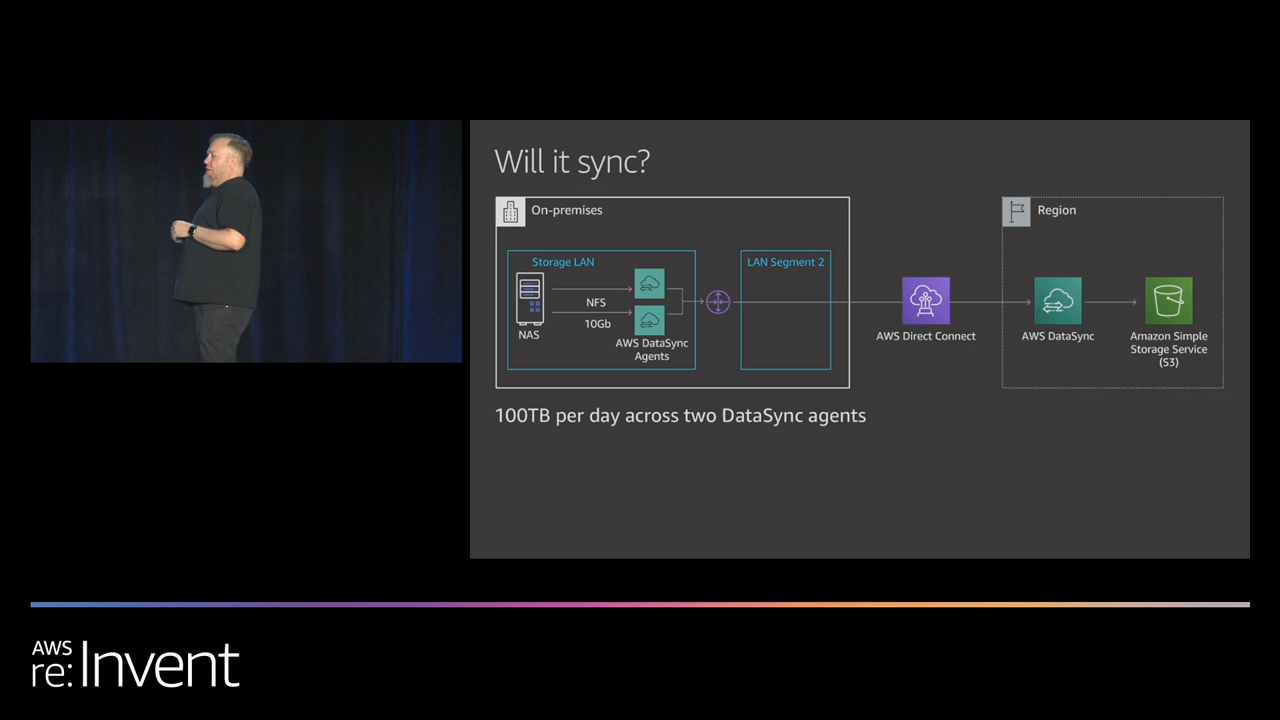 Will it sync?
On-premises
Region
Storage LAN
LAN Segment 2
NFS
10Gb
NAS
AWS DataSync
Agents
AWS Direct Connect
AWS DataSync
Amazon Simple
Storage Service
(S3)
100TB per day across two DataSync agents
AWS
re:Invent